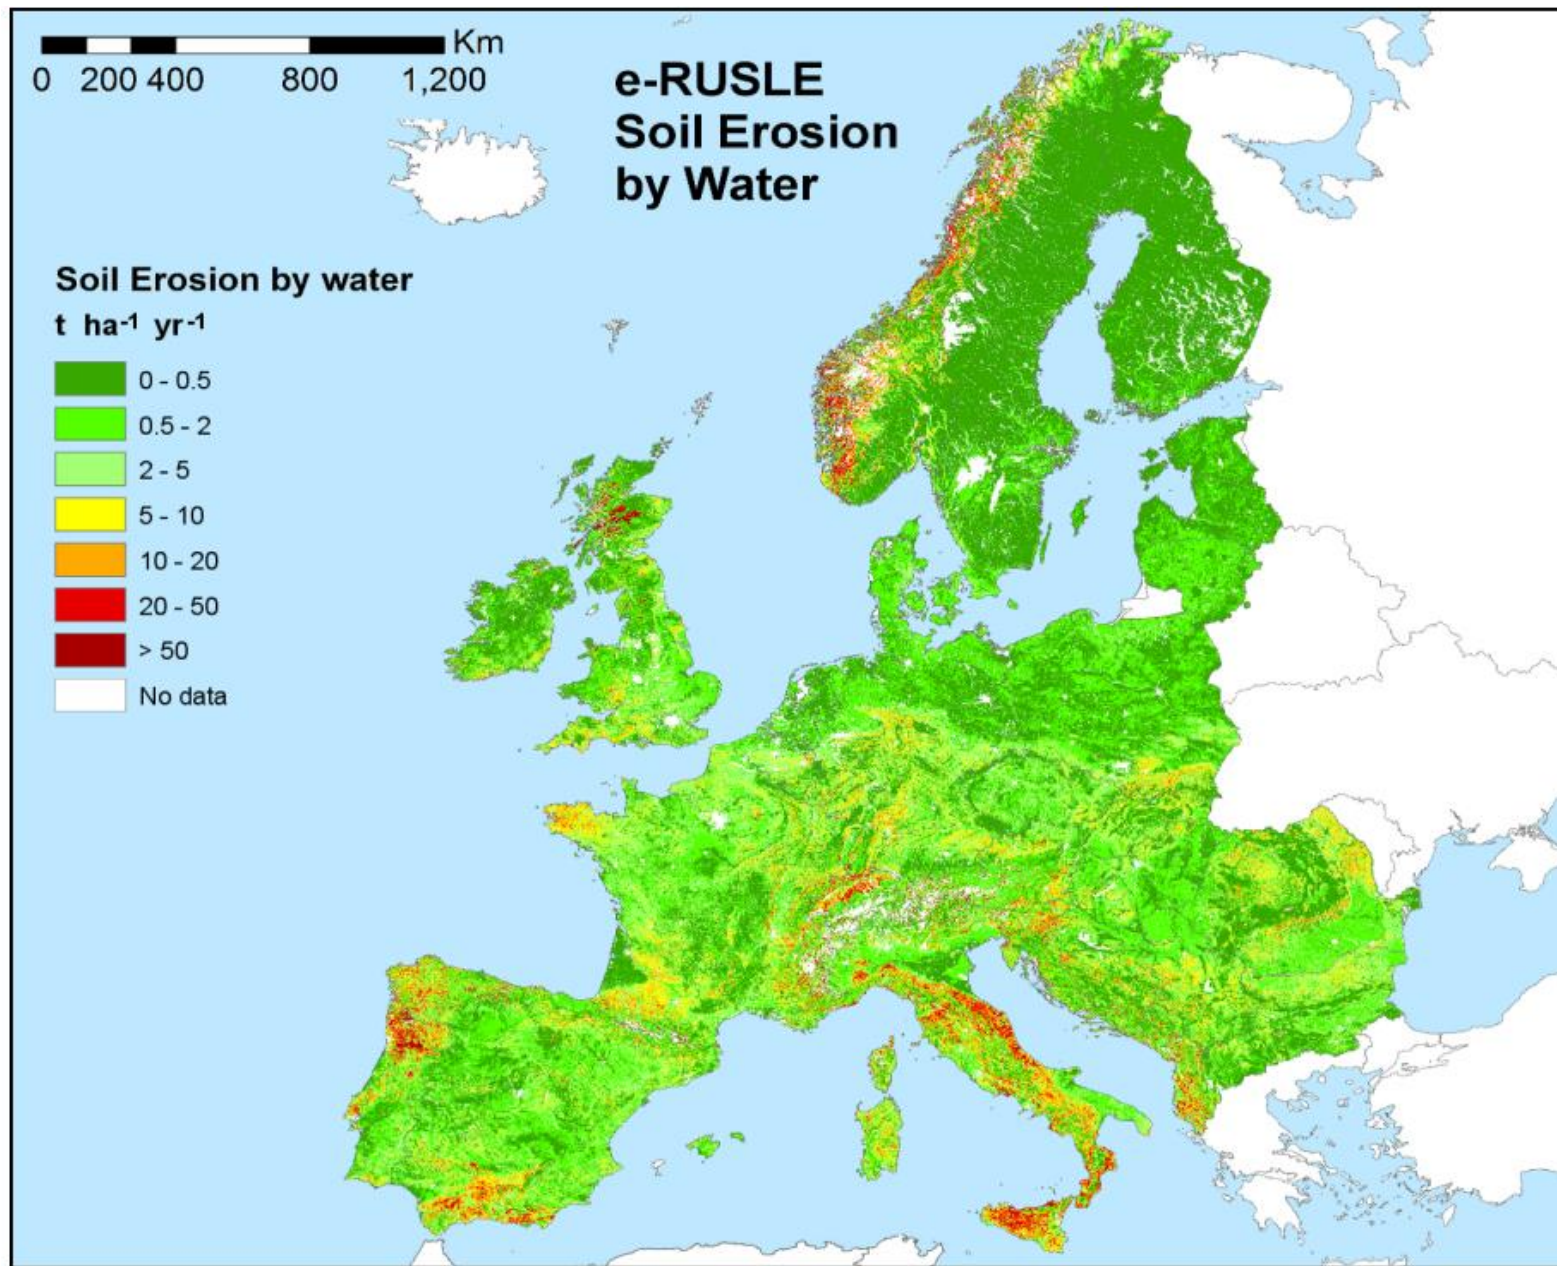 Km
0 200 400 800 1,200
e-RUSLE
Soil Erosion
by Water
Soil Erosion by water
t ha-1 yr-1
0 - 0.5
0.5 - 2
2 - 5
5 - 10
10 - 20
20 - 50
> 50
No data